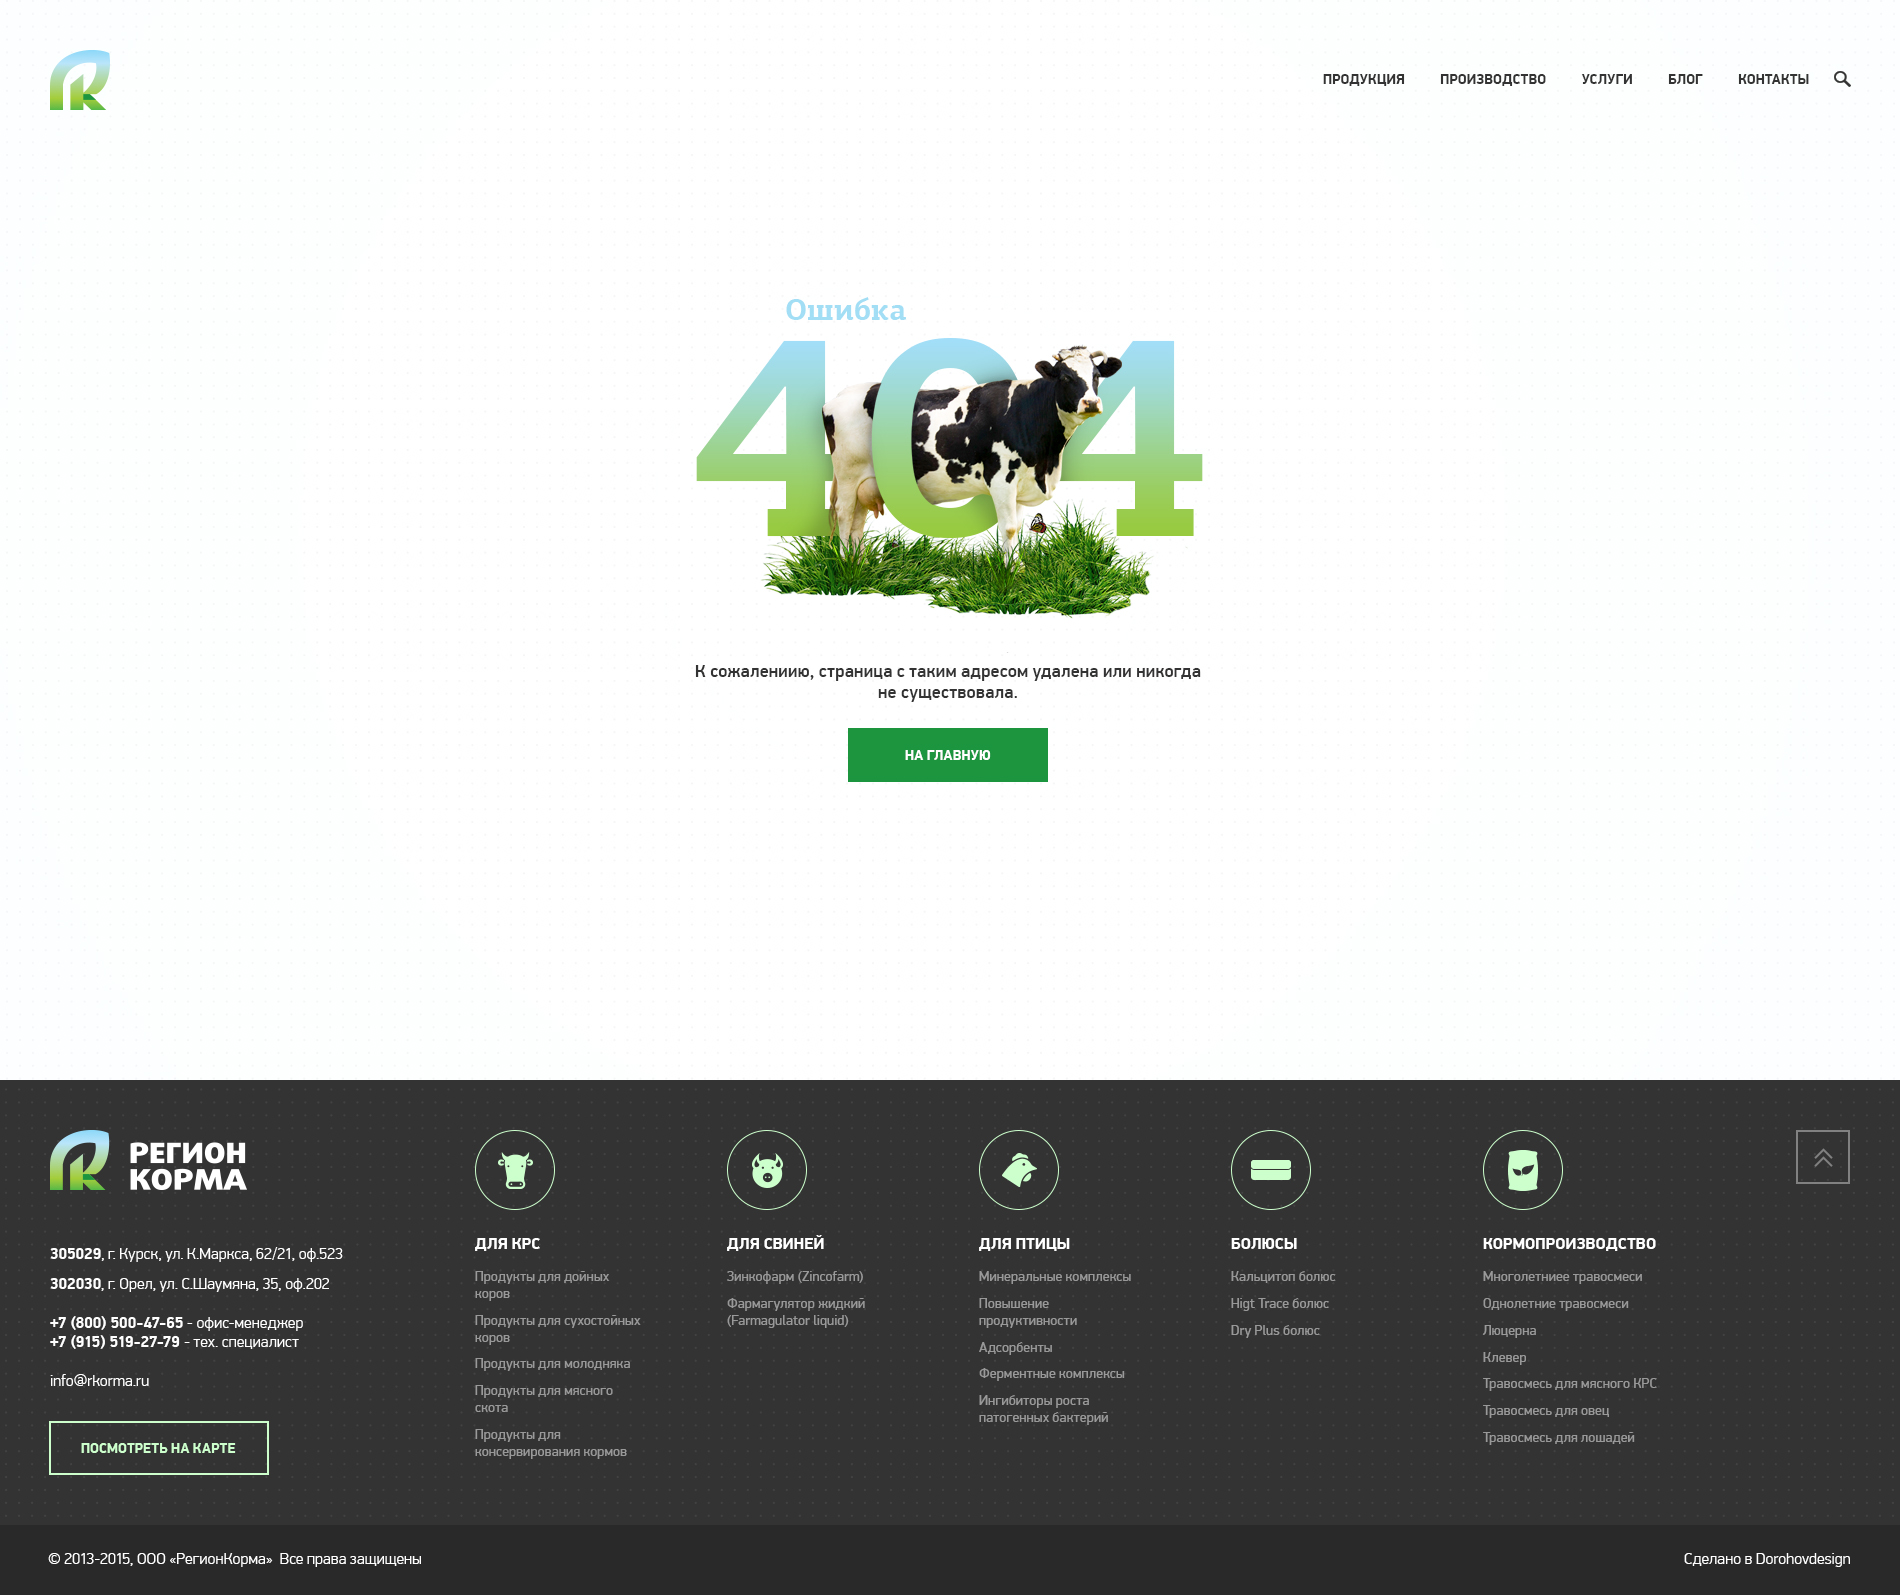 ПРОДУКЦИЯ ПРОИЗВОДСТВО УСЛУГИ БЛОГ КОНТАКТЫ
Ошибка
404
К сожалениию, страница с таким адресом удалена или никогда
не существовала.
НА ГЛАВНУЮ
РЕГИОН
КОРМА
305029, г. Курск, ул. К.Маркса, 62/21, оф.523
302030, г. Орел, ул. С.Шаумяна, 35, оф.202
+7 (800) 500-47-65 - офис-менеджер
+7 (915) 519-27-79 - тех. специалист
info@rkorma.ru
ПОСМОТРЕТЬ НА КАРТЕ
ДЛЯ КРС
Продукты для дойных
коров
Продукты для сухостойных
коров
Продукты для молодняка
Продукты для мясного
скота
Продукты для
консервирования кормов
ДЛЯ СВИНЕЙ
Зинкофарм (Zincofarm)
Фармагулятор жидкий
(Farmagulator liquid)
ДЛЯ ПТИЦЫ
Минеральные комплексы
Повышение
продуктивности
Адсорбенты
Ферментные комплексы
Ингибиторы роста
патогенных бактерий
БОЛЮСЫ
Кальцитоп болюс
Higt Trace болюс
Dry Plus болюс
КОРМОПРОИЗВОДСТВО
Многолетниее травосмеси
Однолетние травосмеси
Люцерна
Клевер
Травосмесь для мясного КРС
Травосмесь для овец
Травосмесь для лошадей
© 2013-2015, ООО «РегионКорма» Все права защищены
Сделано в Dorohovdesign